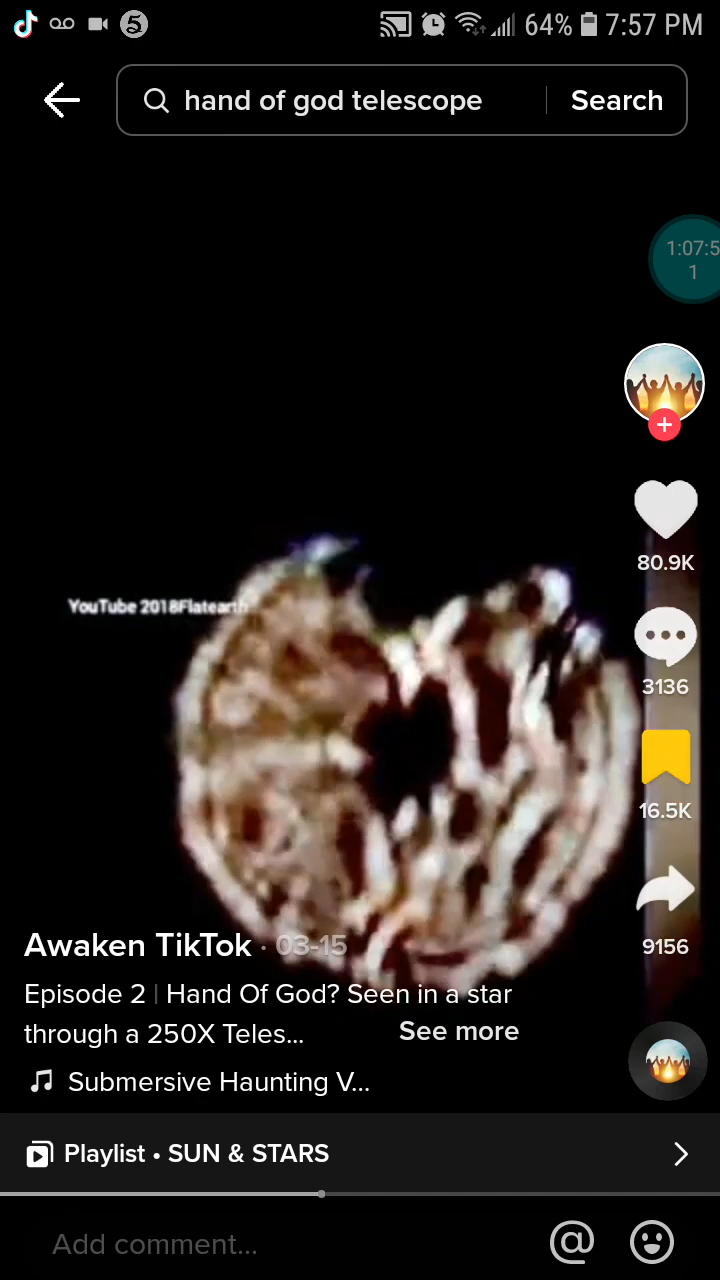 64% 7:57 PM
hand of god telescope Search
1:07:5
1
80.9K
YouTube 2018Flatearth
3136
16.5K
9156
Awaken TikTok · 03-15
Episode 2 | Hand Of God? Seen in a star
through a 250X Teles... See more
Submersive Haunting V...
Playlist • SUN & STARS
Add comment...